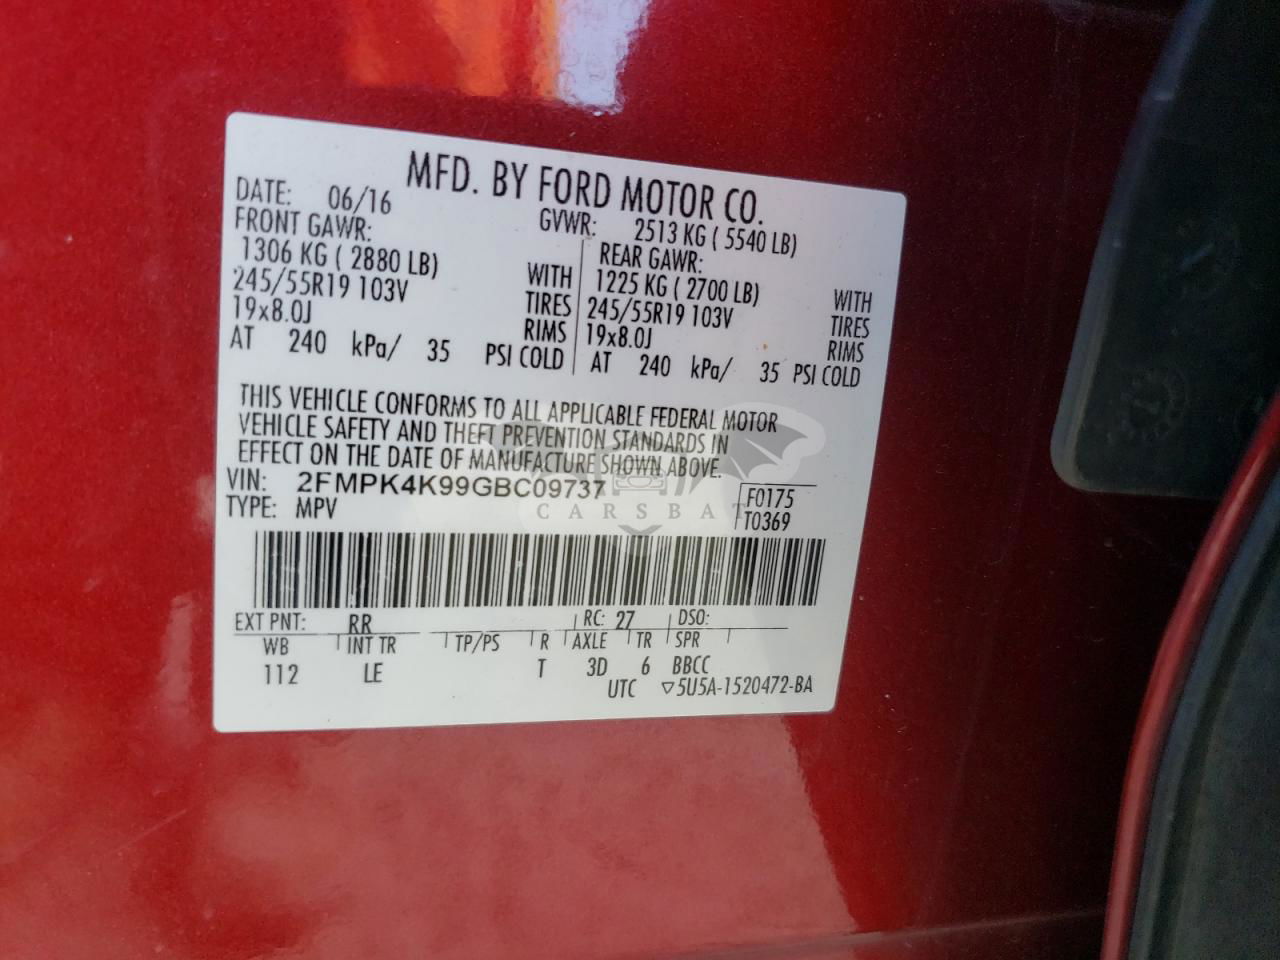 MFD. BY FORD MOTOR CO.
DATE: 06/16 GVWR: 2513 KG ( 5540 LB)
FRONT GAWR: REAR GAWR:
1306 KG ( 2880 LB) WITH 1225 KG ( 2700 LB) WITH
245/55R19 103V TIRES 245/55R19 103V TIRES
19x8.0J RIMS 19x8.0J RIMS
AT 240 kPa/ 35 PSI COLD AT 240 kPa/ 35 PSI COLD
THIS VEHICLE CONFORMS TO ALL APPLICABLE FEDERAL MOTOR
VEHICLE SAFETY AND THEFT PREVENTION STANDARDS IN
EFFECT ON THE DATE OF MANUFACTURE SHOWN ABOVE.
VIN: 2FMPK4K99GBC09737 F0175
TYPE: MPV T0369
CARSBAT
EXT PNT: RR RC: 27 DSO:
WB INT TR TP/PS R AXLE TR SPR
112 LE T 3D 6 BBCC
UTC ▽5U5A-1520472-BA